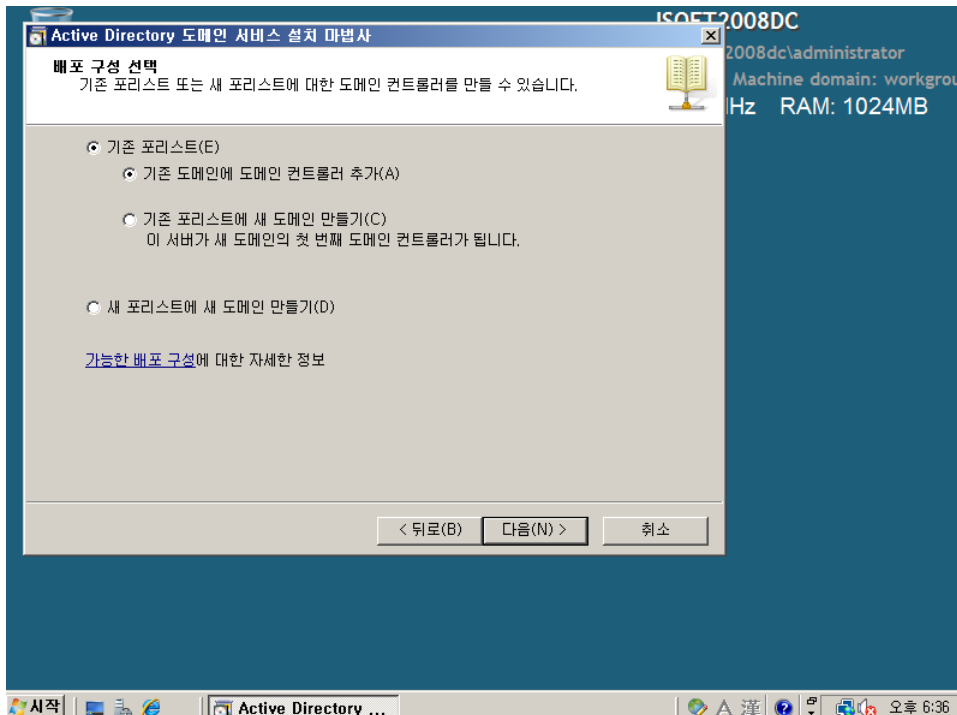 ISOFT2008DC
Active Directory 도메인 서비스 설치 마법사
2008dc\administrator
배포 구성 선택
기존 포리스트 또는 새 포리스트에 대한 도메인 컨트롤러를 만들 수 있습니다.
Machine domain: workgrou
Hz RAM: 1024MB
기존 포리스트(E)
기존 도메인에 도메인 컨트롤러 추가(A)
기존 포리스트에 새 도메인 만들기(C)
이 서버가 새 도메인의 첫 번째 도메인 컨트롤러가 됩니다.
새 포리스트에 새 도메인 만들기(D)
가능한 배포 구성에 대한 자세한 정보
< 뒤로(B) 다음(N) > 취소
시작 Active Directory ... A 漢 오후 6:36